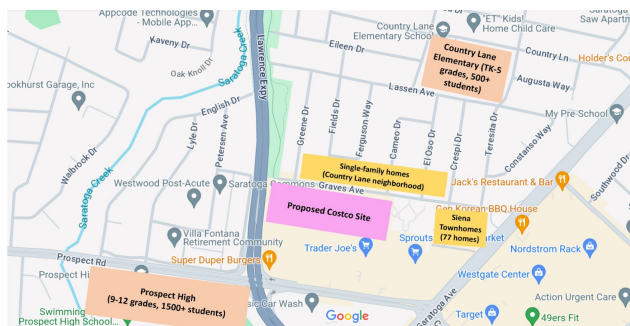 Appcode Technologies
- Mobile App...
Kaveny Dr
Oak Knoll Dr
Saratoga Creek
Lawrence Expy
Country Lane
Elementary School
"ET" Kids'
Home Child Care
Saratoga
Saw Apartm
Eileen Dr
Country Lane
Elementary (TK-5
grades, 500+
students)
Country Ln
Holder's Cou
Augusta Way
Lassen Ave
ookhurst Garage, Inc
English Dr
Lyle Dr
Petersen Ave
Walbrock Dr
Saratoga Creek
Greene Dr
Fields Dr
Ferguson Way
Cameo Dr
El Oso Dr
Crespi Dr
Teresita Dr
Constanso Way
My Pre-School
Southwood Dr
Single-family homes
(Country Lane neighborhood)
Westwood Post-Acute
Saratoga Commons
Graves Ave
Jack's Restaurant & Bar
Gen Korean BBQ House
Proposed Costco Site
Siena
Townhomes
(77 homes)
Villa Fontana
Retirement Community
Trader Joe's
Sprouts
Market
Nordstrom Rack
Prospect Rd
Super Duper Burgers
Westgate Center
Prospect Hi
Prospect High
(9-12 grades, 1500+ students)
Saratoga Ave
Action Urgent Care
sic Car Wash
Target
Google
49ers Fit
Swimming
Prospect High School...